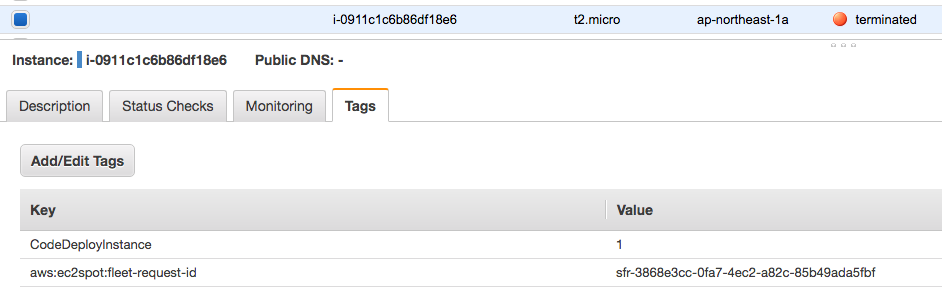 i-0911c1c6b86df18e6 t2.micro ap-northeast-1a terminated
Instance: i-0911c1c6b86df18e6 Public DNS: -
Description Status Checks Monitoring Tags
Add/Edit Tags
Key Value
CodeDeployInstance 1
aws:ec2spot:fleet-request-id sfr-3868e3cc-0fa7-4ec2-a82c-85b49ada5fbf